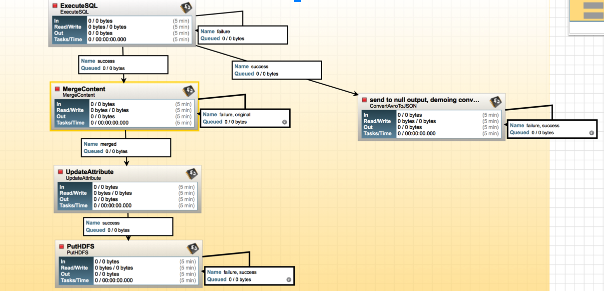 ExecuteSQL
ExecuteSQL
In 0 / 0 bytes (5 min)
Read/Write 0 bytes / 0 bytes (5 min)
Out 0 / 0 bytes (5 min)
Tasks/Time 0 / 00:00:00.000 (5 min)
Name failure
Queued 0 / 0 bytes
Name success
Queued 0 / 0 bytes
Name success
Queued 0 / 0 bytes
MergeContent
MergeContent
In 0 / 0 bytes (5 min)
Read/Write 0 bytes / 0 bytes (5 min)
Out 0 / 0 bytes (5 min)
Tasks/Time 0 / 00:00:00.000 (5 min)
Name failure, original
Queued 0 / 0 bytes
send to null output, demoing conv...
ConvertAvroToJSON
In 0 / 0 bytes (5 min)
Read/Write 0 bytes / 0 bytes (5 min)
Out 0 / 0 bytes (5 min)
Tasks/Time 0 / 00:00:00.000 (5 min)
Name failure, success
Queued 0 / 0 bytes
Name merged
Queued 0 / 0 bytes
UpdateAttribute
UpdateAttribute
In 0 / 0 bytes (5 min)
Read/Write 0 bytes / 0 bytes (5 min)
Out 0 / 0 bytes (5 min)
Tasks/Time 0 / 00:00:00.000 (5 min)
Name success
Queued 0 / 0 bytes
PutHDFS
PutHDFS
In 0 / 0 bytes (5 min)
Read/Write 0 bytes / 0 bytes (5 min)
Out 0 / 0 bytes (5 min)
Tasks/Time 0 / 00:00:00.000 (5 min)
Name failure, success
Queued 0 / 0 bytes